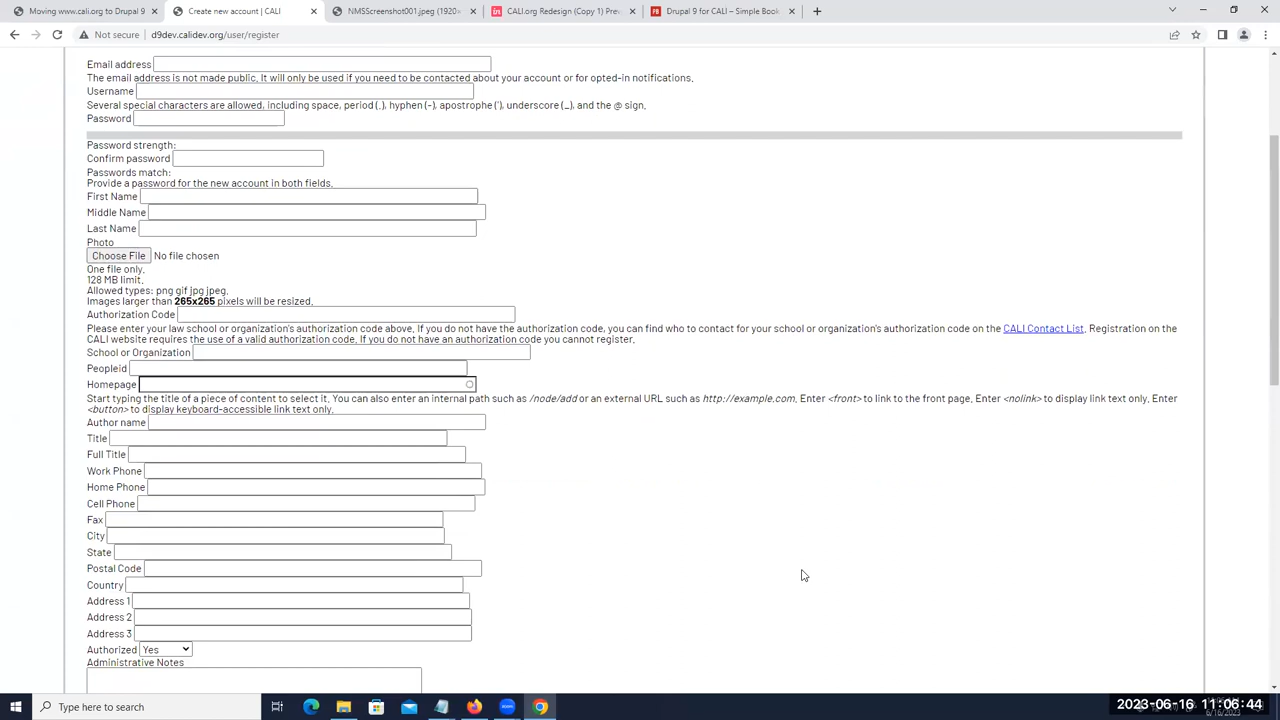 Moving www.cali.org to Drupal 9
Create new account | CALI
NMSScreenshot001.jpeg (1920×
CALI.org Redesign (Copy 1) Prev
Drupal 9 for CALI – Simple Book
Not secure
d9dev.calidev.org/user/register
Email address
The email address is not made public. It will only be used if you need to be contacted about your account or for opted-in notifications.
Username
Several special characters are allowed, including space, period (.), hyphen (-), apostrophe ('), underscore (_), and the @ sign.
Password
Password strength:
Confirm password
Passwords match:
Provide a password for the new account in both fields.
First Name
Middle Name
Last Name
Photo
Choose File No file chosen
One file only.
128 MB limit.
Allowed types: png gif jpg jpeg.
Images larger than 265x265 pixels will be resized.
Authorization Code
Please enter your law school or organization's authorization code above. If you do not have the authorization code, you can find who to contact for your school or organization's authorization code on the CALI Contact List. Registration on the
CALI website requires the use of a valid authorization code. If you do not have an authorization code you cannot register.
School or Organization
PeopleId
Homepage
Start typing the title of a piece of content to select it. You can also enter an internal path such as /node/add or an external URL such as http://example.com. Enter <front> to link to the front page. Enter <nolink> to display link text only. Enter
<button> to display keyboard-accessible link text only.
Author name
Title
Full Title
Work Phone
Home Phone
Cell Phone
Fax
City
State
Postal Code
Country
Address 1
Address 2
Address 3
Authorized Yes
Administrative Notes
Type here to search
2023-06-16 11:06:44